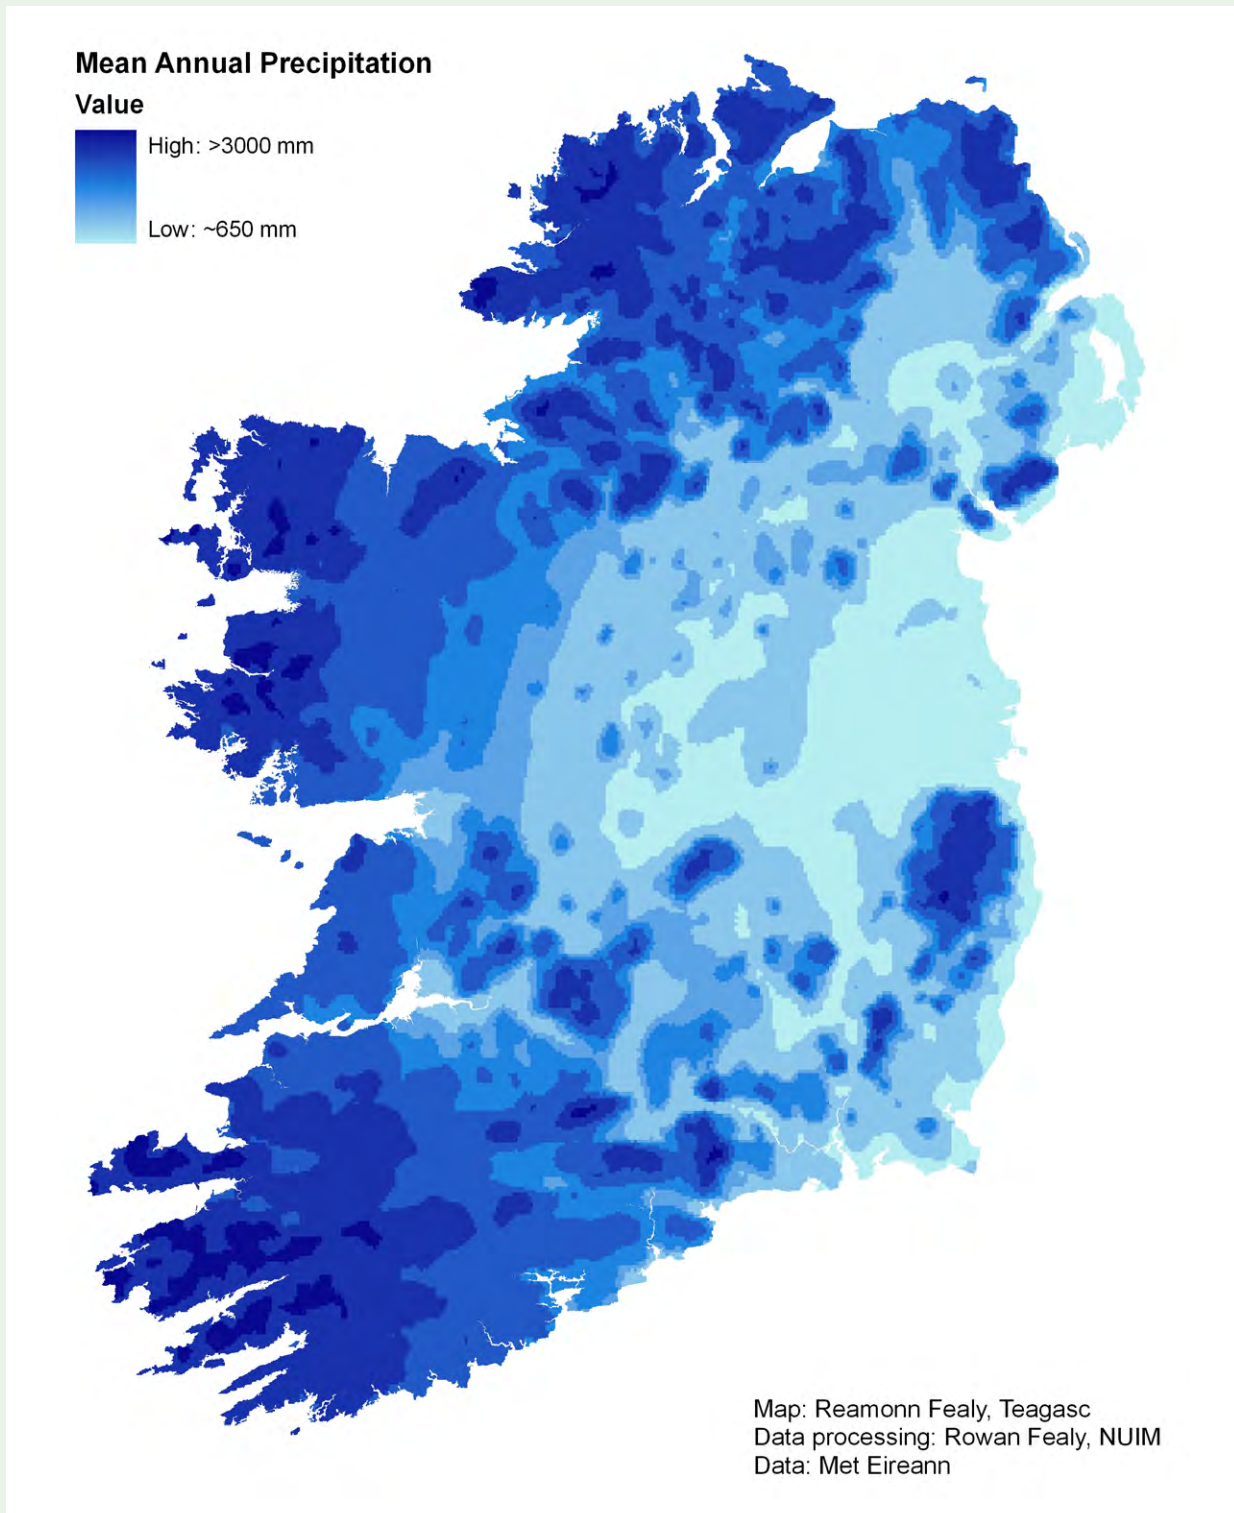 Mean Annual Precipitation
Value
High: >3000 mm
Low: ~650 mm
Map: Reamonn Fealy, Teagasc
Data processing: Rowan Fealy, NUIM
Data: Met Eireann